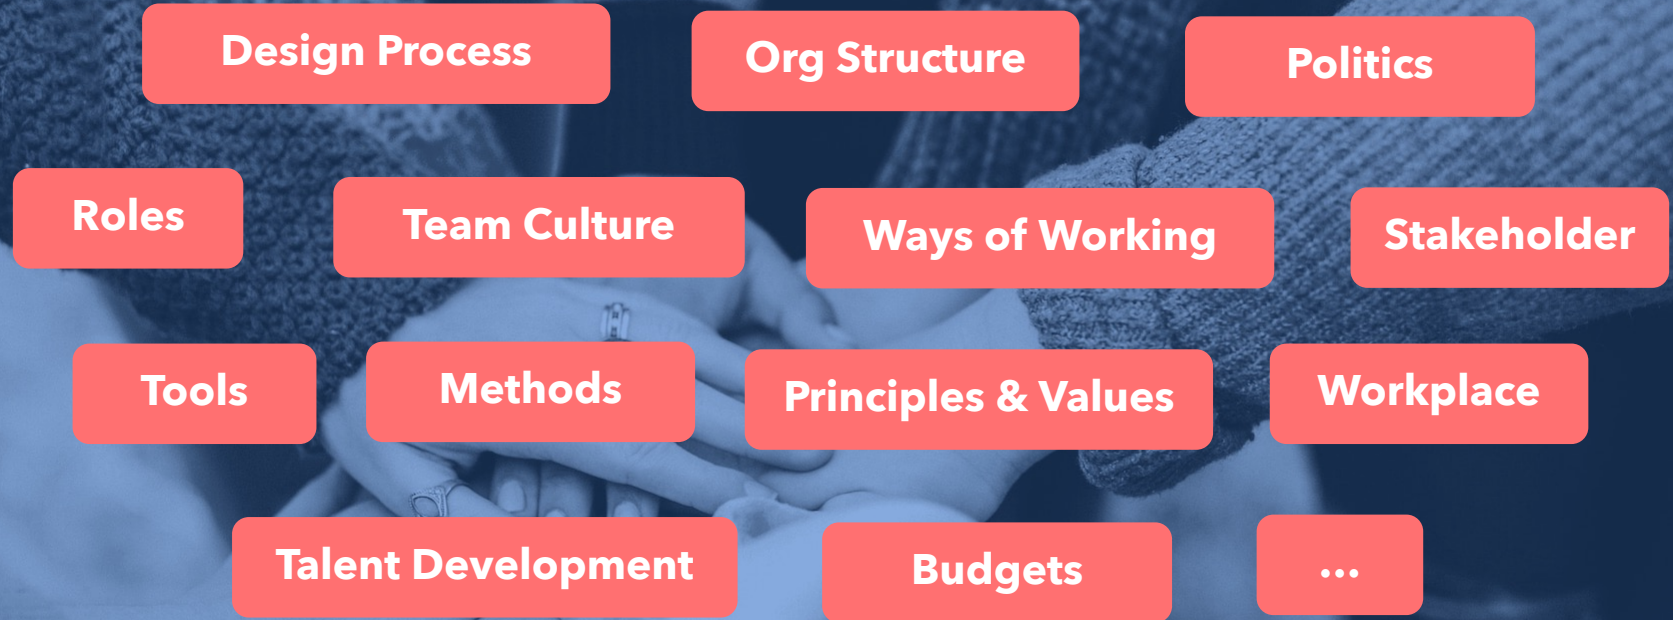 Design Process
Org Structure
Politics
Roles
Team Culture
Ways of Working
Stakeholder
Tools
Methods
Principles & Values
Workplace
Talent Development
Budgets
...